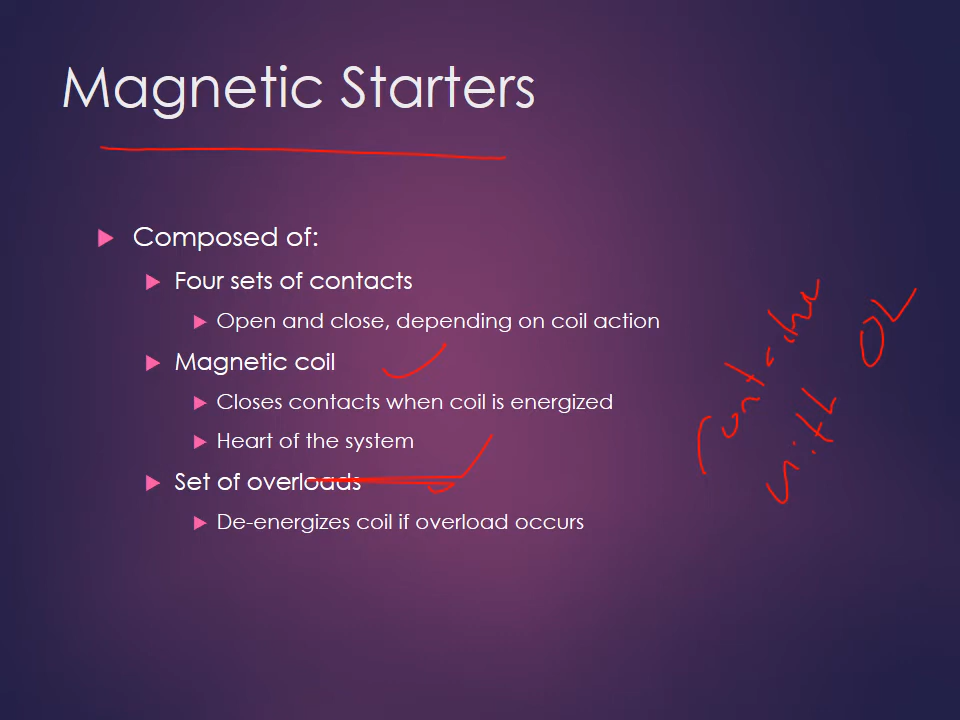 Magnetic Starters
Composed of:
Four sets of contacts
Open and close, depending on coil action
Magnetic coil
Closes contacts when coil is energized
Heart of the system
Set of overloads
De-energizes coil if overload occurs
with OL